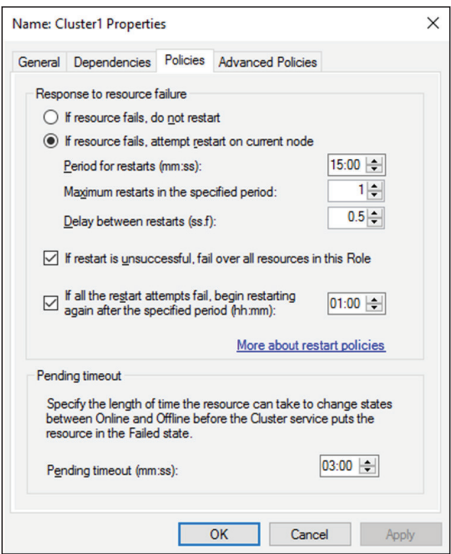 Name: Cluster1 Properties
General Dependencies Policies Advanced Policies
Response to resource failure
If resource fails, do not restart
If resource fails, attempt restart on current node
Period for restarts (mm:ss): 15:00
Maximum restarts in the specified period: 1
Delay between restarts (ss.f): 0.5
If restart is unsuccessful, fail over all resources in this Role
If all the restart attempts fail, begin restarting
again after the specified period (hh:mm): 01:00
More about restart policies
Pending timeout
Specify the length of time the resource can take to change states
between Online and Offline before the Cluster service puts the
resource in the Failed state.
Pending timeout (mm:ss): 03:00
OK Cancel Apply